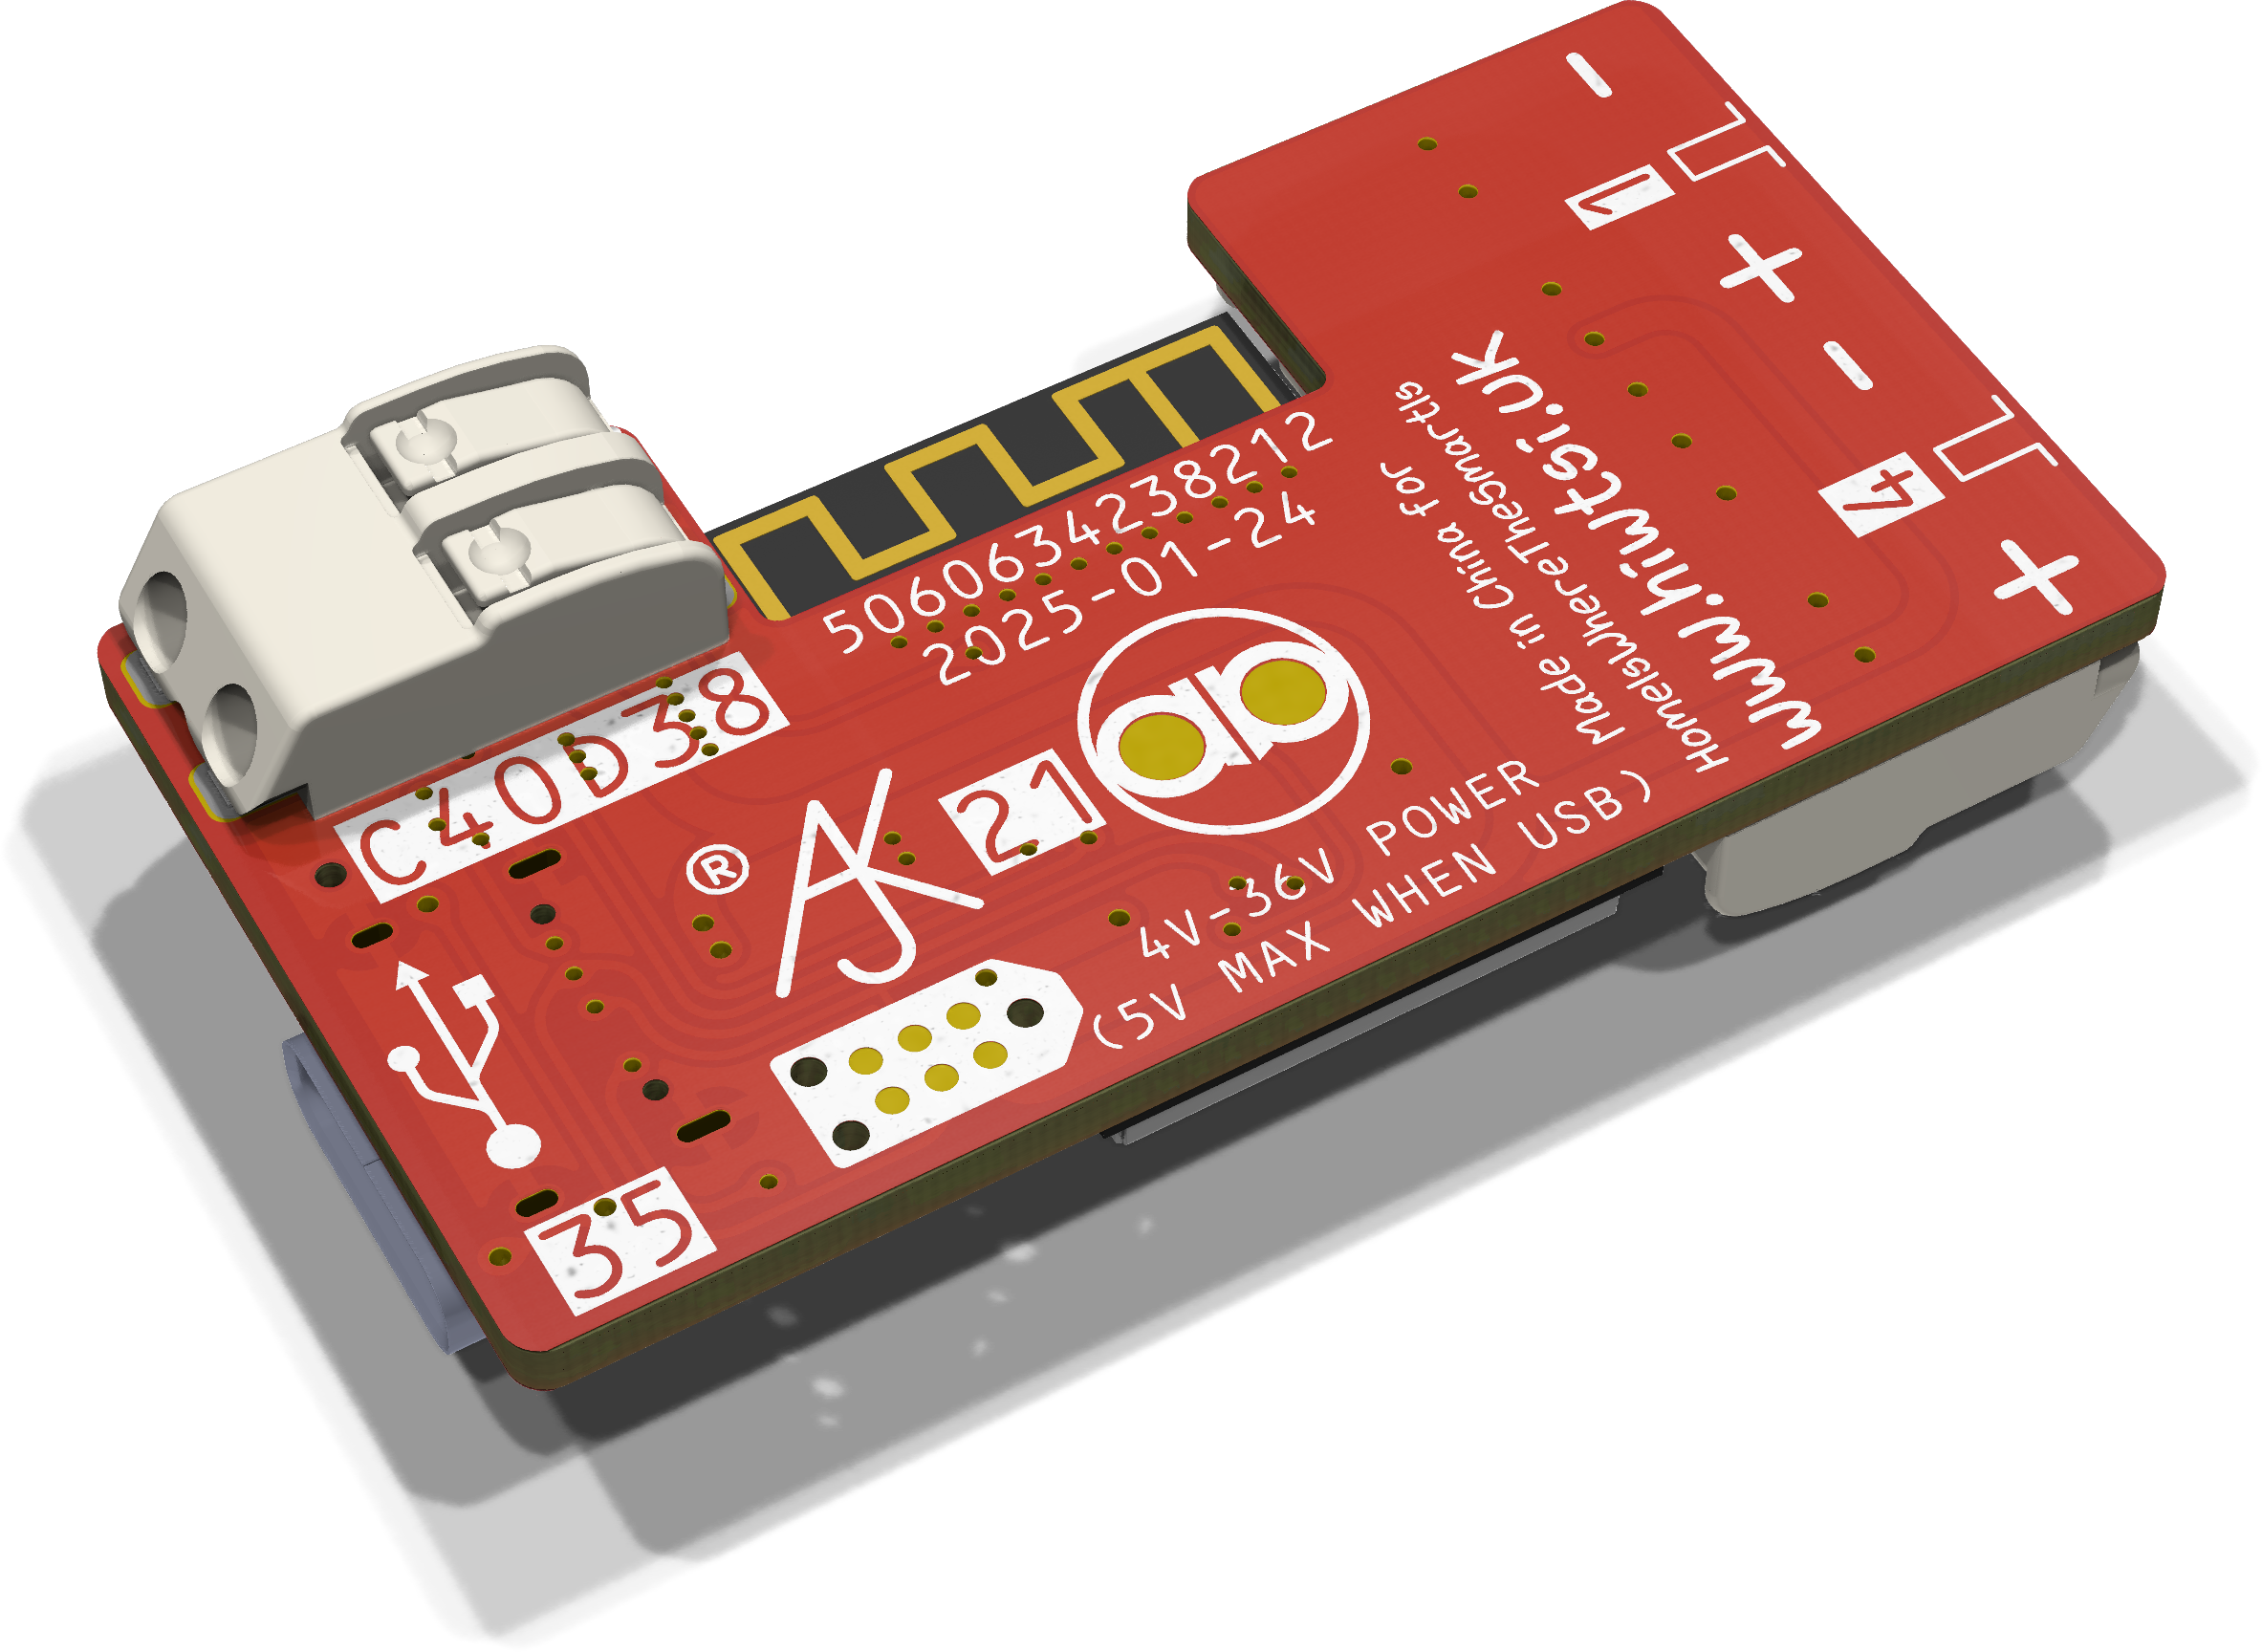 -
1
+
-
4
+
5060634238212
2025-01-24
C40D38
®
AJK
21
Made in China for
HomeIsWhereTheSmartIs
www.hiwtsi.uk
4V-36V POWER
(5V MAX WHEN USB)
35